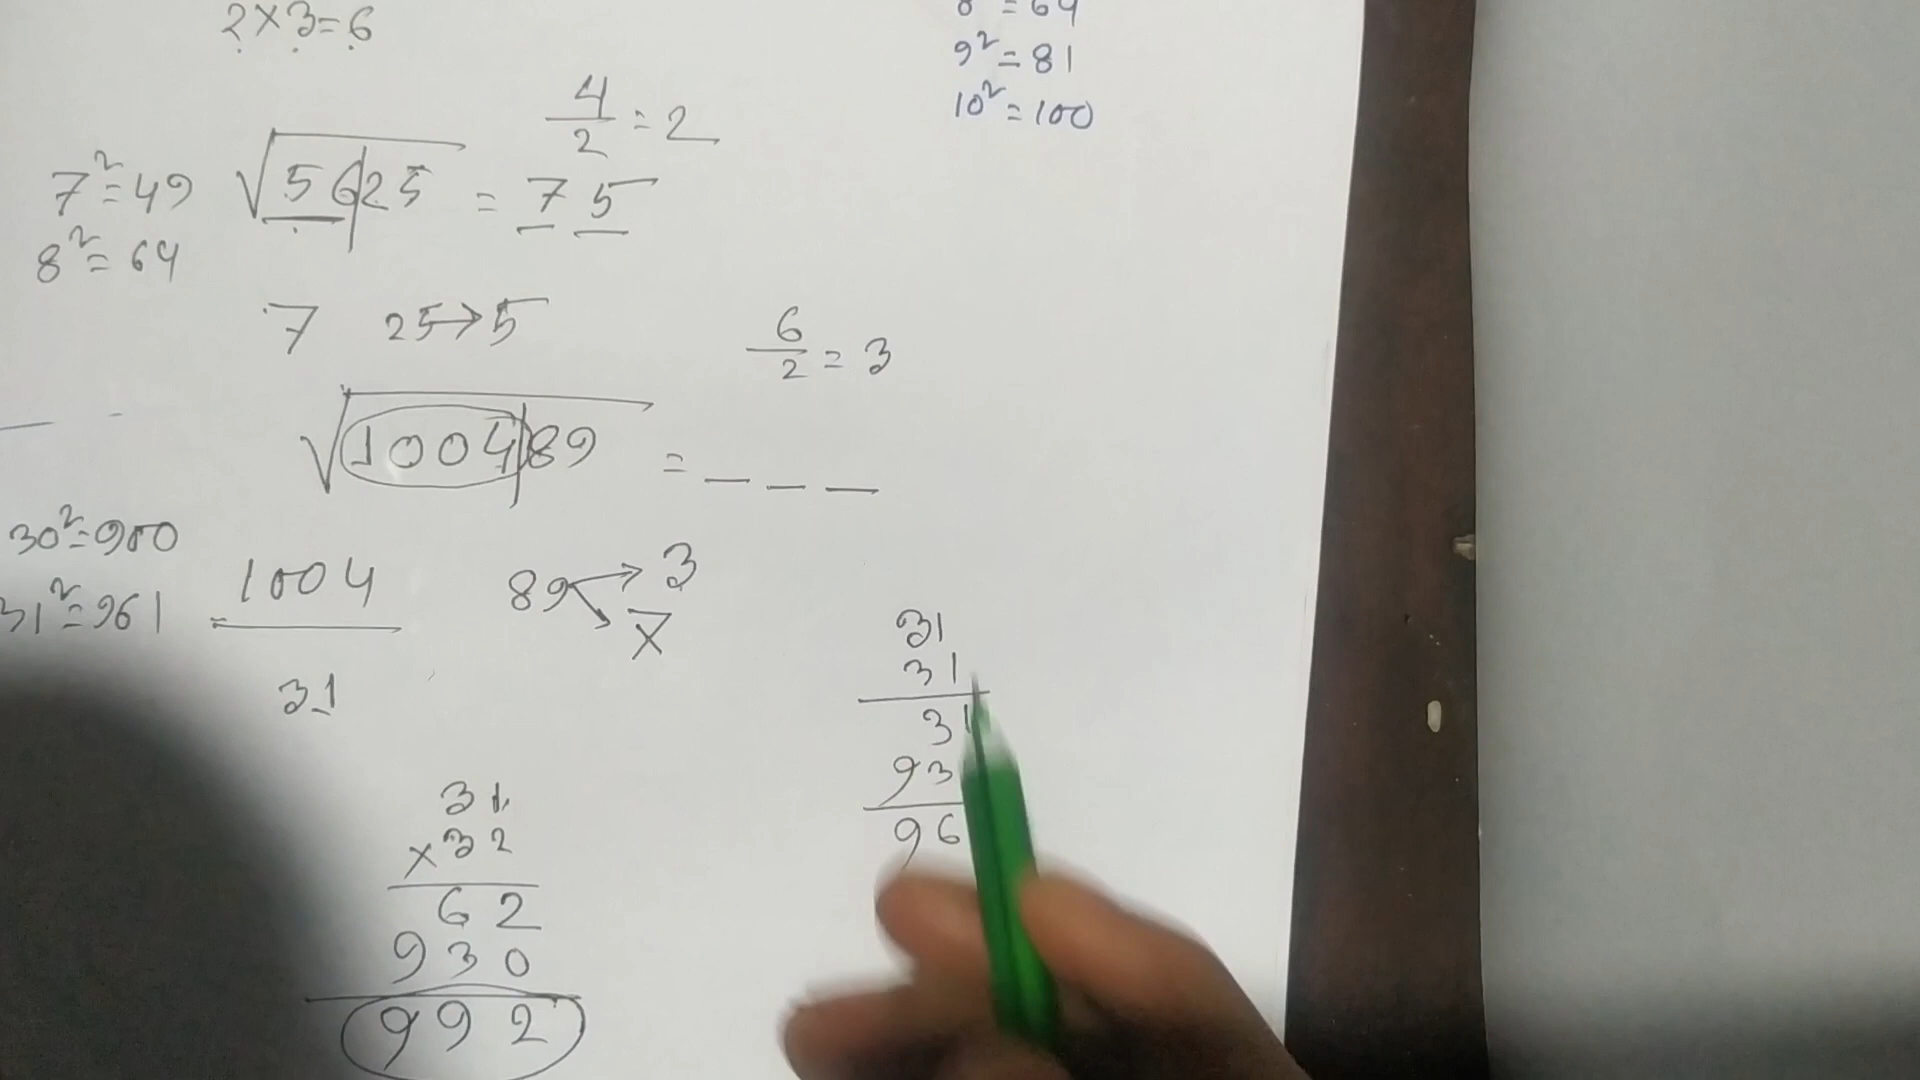 2×3=6
8² = 64
9² = 81
10² = 100
4/2 = 2
7² = 49
√5625 = 75
8² = 64
7 25→5
6/2 = 3
√100489 = _ _ _
30² = 900
31² = 961
1004
31
89 → 3
→ 7
31
31
31
93
96
31
×32
62
930
992